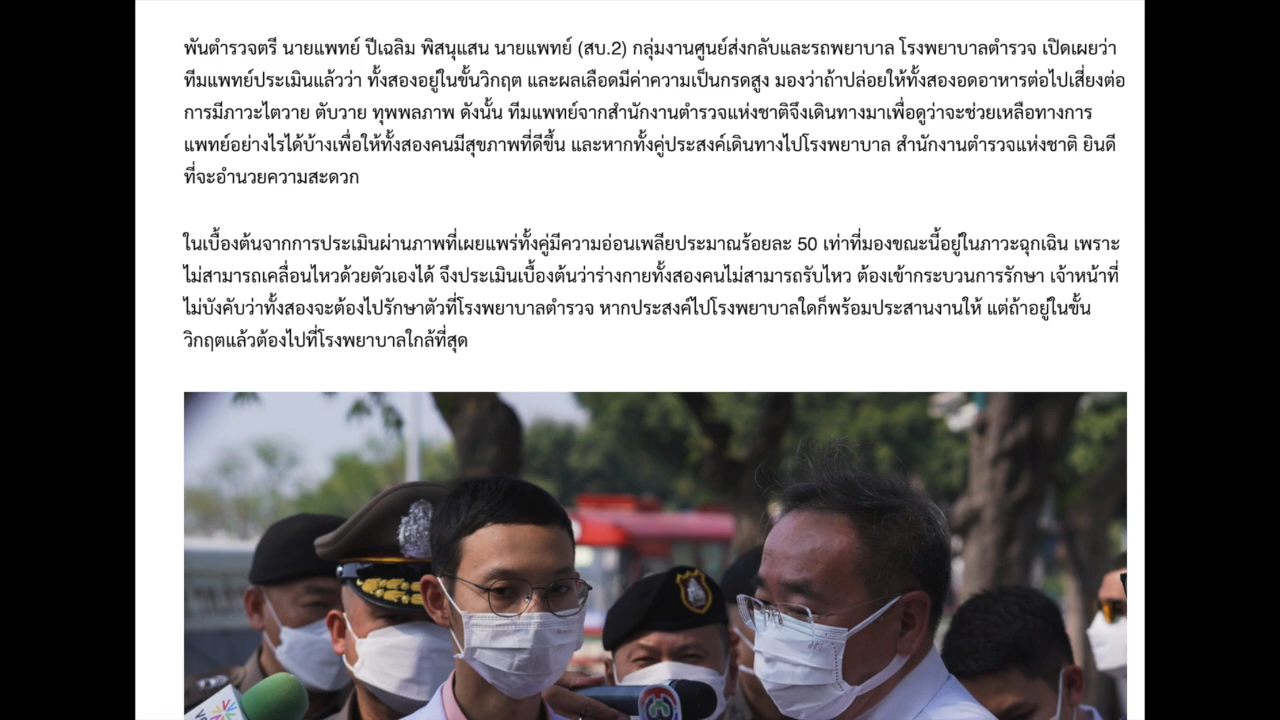 พันตำรวจตรี นายแพทย์ ปีเฉลิม พิสนุแสน นายแพทย์ (สบ.2) กลุ่มงานศูนย์ส่งกลับและรถพยาบาล โรงพยาบาลตำรวจ เปิดเผยว่า
ทีมแพทย์ประเมินแล้วว่า ทั้งสองอยู่ในขั้นวิกฤต และผลเลือดมีค่าความเป็นกรดสูง มองว่าถ้าปล่อยให้ทั้งสองอดอาหารต่อไปเสี่ยงต่อ
การมีภาวะไตวาย ตับวาย ทุพพลภาพ ดังนั้น ทีมแพทย์จากสำนักงานตำรวจแห่งชาติจึงเดินทางมาเพื่อดูว่าจะช่วยเหลือทางการ
แพทย์อย่างไรได้บ้างเพื่อให้ทั้งสองคนมีสุขภาพที่ดีขึ้น และหากทั้งคู่ประสงค์เดินทางไปโรงพยาบาล สำนักงานตำรวจแห่งชาติ ยินดี
ที่จะอำนวยความสะดวก
ในเบื้องต้นจากการประเมินผ่านภาพที่เผยแพร่ทั้งคู่มีความอ่อนเพลียประมาณร้อยละ 50 เท่าที่มองขณะนี้อยู่ในภาวะฉุกเฉิน เพราะ
ไม่สามารถเคลื่อนไหวด้วยตัวเองได้ จึงประเมินเบื้องต้นว่าร่างกายทั้งสองคนไม่สามารถรับไหว ต้องเข้ากระบวนการรักษา เจ้าหน้าที่
ไม่บังคับว่าทั้งสองจะต้องไปรักษาตัวที่โรงพยาบาลตำรวจ หากประสงค์ไปโรงพยาบาลใดก็พร้อมประสานงานให้ แต่ถ้าอยู่ในขั้น
วิกฤตแล้วต้องไปที่โรงพยาบาลใกล้ที่สุด